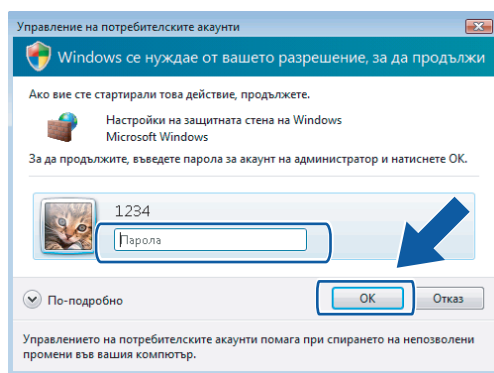 Управление на потребителските акаунти
Windows се нуждае от вашето разрешение, за да продължи
Ако вие сте стартирали това действие, продължете.
Настройки на защитната стена на Windows
Microsoft Windows
За да продължите, въведете парола за акаунт на администратор и натиснете ОК.
1234
Парола
По-подробно
OK
Отказ
Управлението на потребителските акаунти помага при спирането на непозволени
промени във вашия компютър.